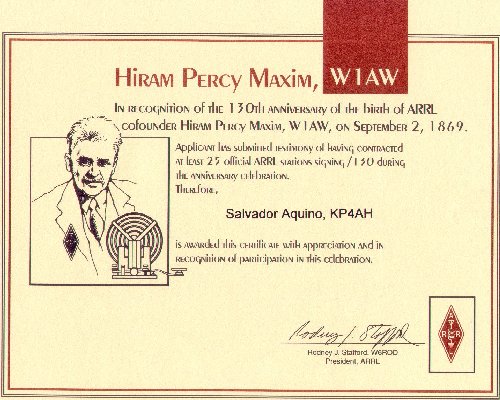 Hiram Percy Maxim, W1AW
In recognition of the 130th anniversary of the birth of ARRL
cofounder Hiram Percy Maxim, W1AW, on September 2, 1869.
Applicant has submitted testimony of having contacted
at least 25 official ARRL stations signing /130 during
the anniversary celebration.
Therefore,
Salvador Aquino, KP4AH
is awarded this certificate with appreciation and in
recognition of participation in this celebration.
Rodney J. Stafford
Rodney J. Stafford, W6ROD
President, ARRL
A
R R
L